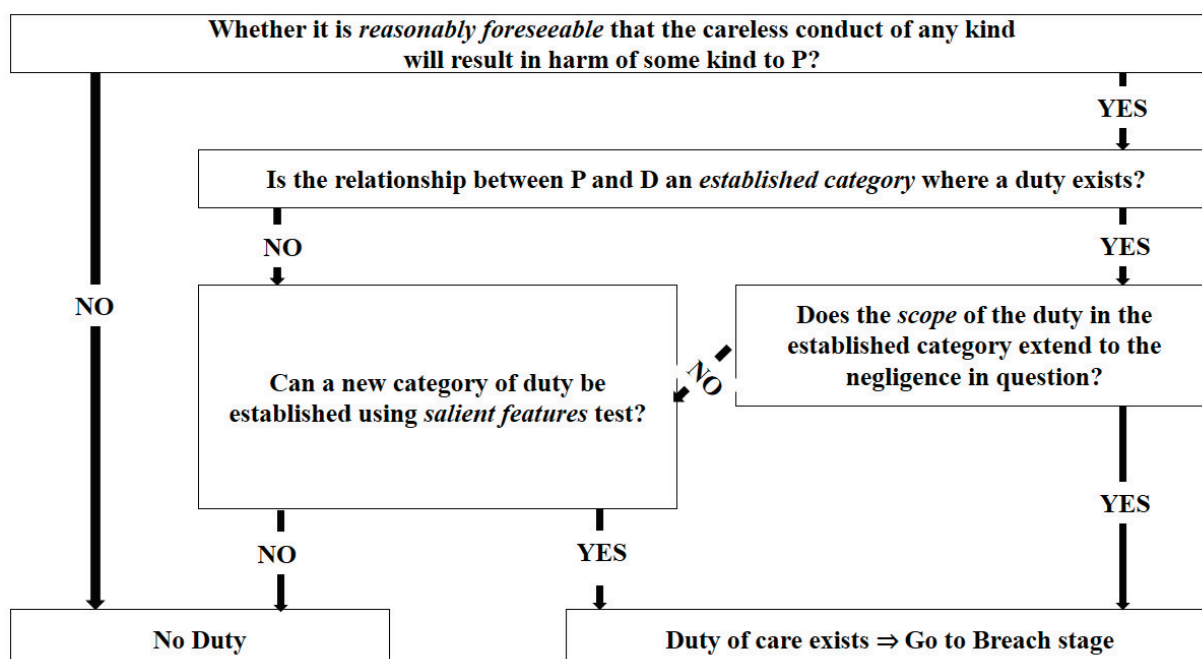 Whether it is reasonably foreseeable that the careless conduct of any kind
will result in harm of some kind to P?
YES
Is the relationship between P and D an established category where a duty exists?
NO
YES
NO
Does the scope of the duty in the
established category extend to the
negligence in question?
NO
Can a new category of duty be
established using salient features test?
YES
NO
YES
No Duty
Duty of care exists ⇒ Go to Breach stage